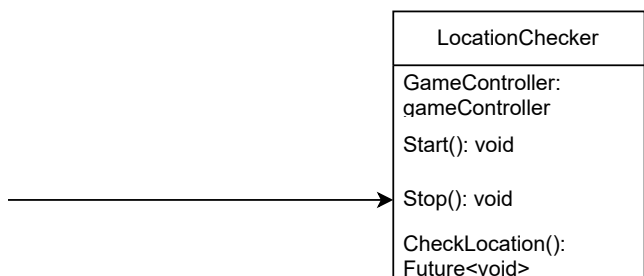 LocationChecker
GameController:
gameController
Start(): void
Stop(): void
CheckLocation():
Future<void>